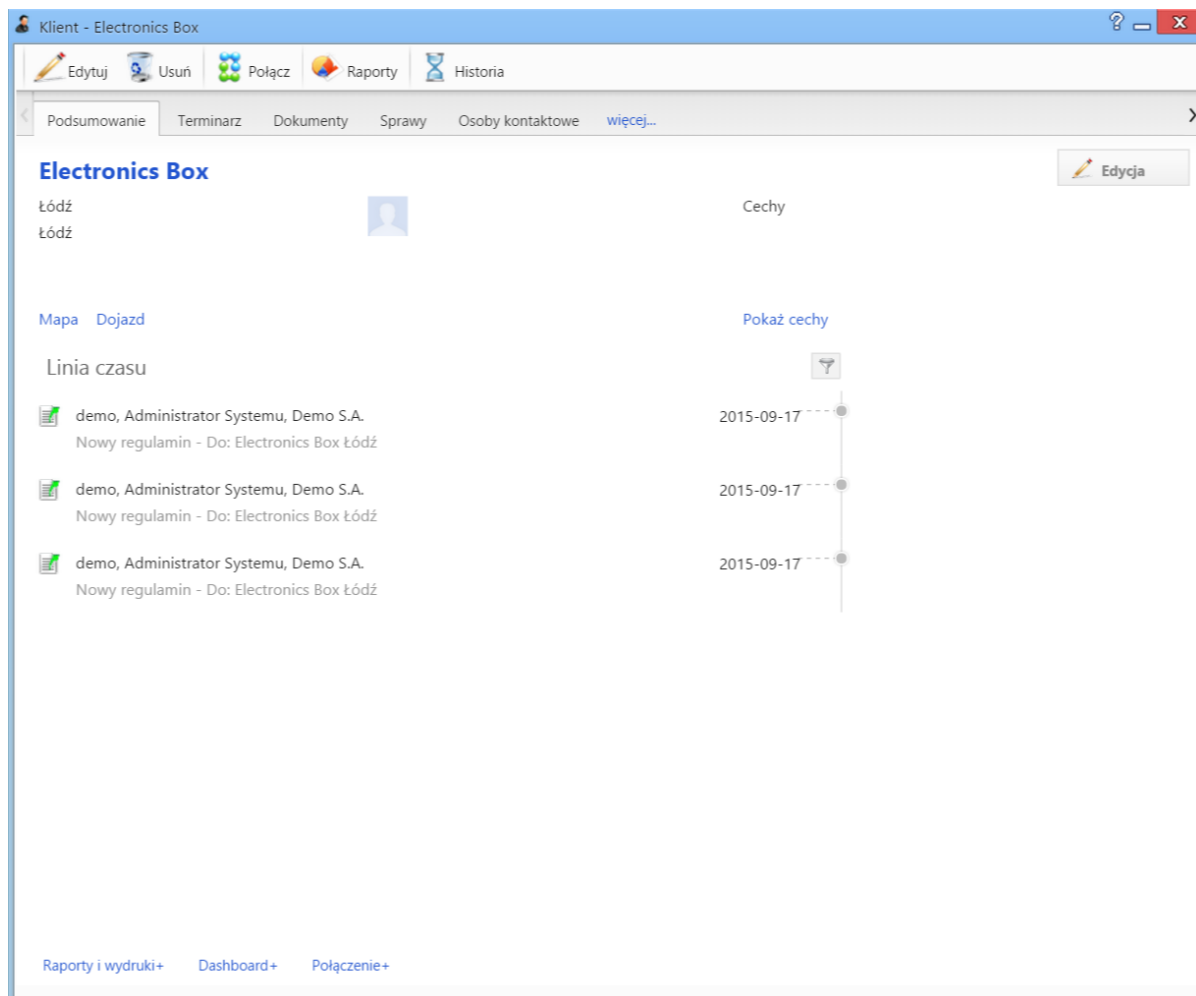 Klient - Electronics Box
Edytuj Usuń Połącz Raporty Historia
Podsumowanie Terminarz Dokumenty Sprawy Osoby kontaktowe więcej...
Electronics Box
Edycja
Łódź
Cechy
Łódź
Mapa Dojazd
Pokaż cechy
Linia czasu
demo, Administrator Systemu, Demo S.A. 2015-09-17
Nowy regulamin - Do: Electronics Box Łódź
demo, Administrator Systemu, Demo S.A. 2015-09-17
Nowy regulamin - Do: Electronics Box Łódź
demo, Administrator Systemu, Demo S.A. 2015-09-17
Nowy regulamin - Do: Electronics Box Łódź
Raporty i wydruki+ Dashboard+ Połączenie+